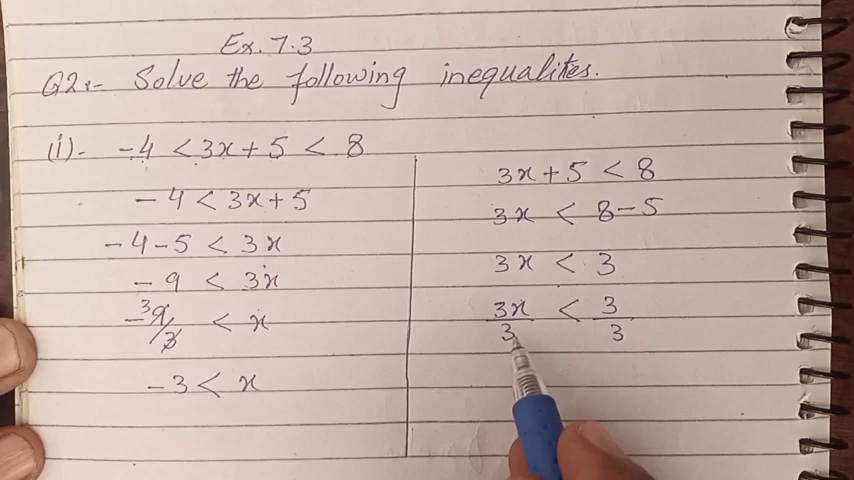 Ex. 7.3
Q2:- Solve the following inequalites.
(i)- -4 < 3x + 5 < 8
-4 < 3x + 5
-4 - 5 < 3x
-9 < 3x
-9/3 3 < x
-3 < x
3x + 5 < 8
3x < 8 - 5
3x < 3
3x/3 < 3/3